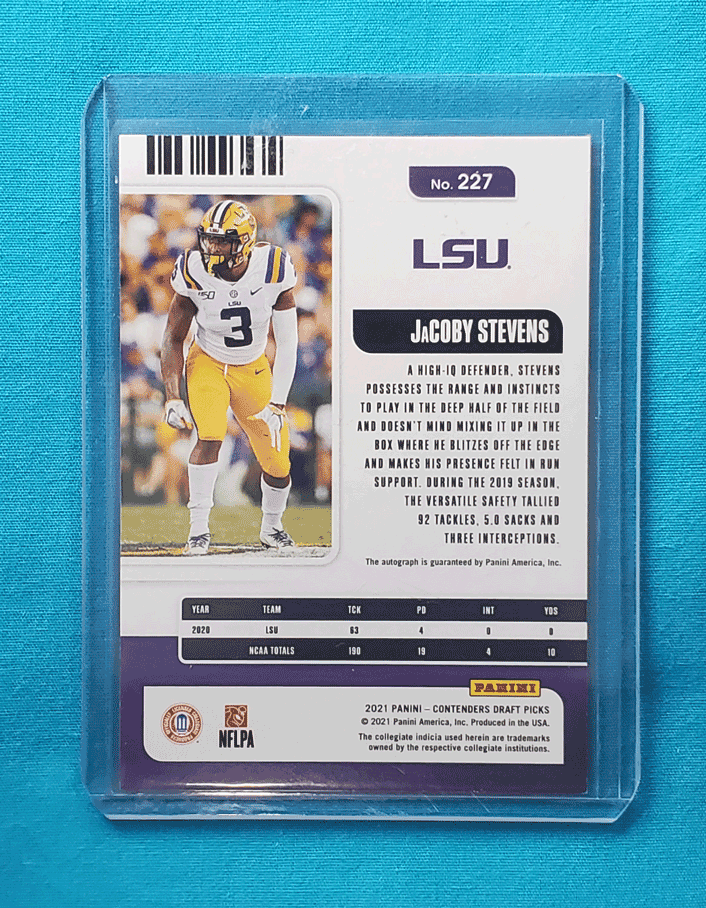 No. 227
LSU
JACOBY STEVENS
A HIGH-IQ DEFENDER, STEVENS
POSSESSES THE RANGE AND INSTINCTS
TO PLAY IN THE DEEP HALF OF THE FIELD
AND DOESN'T MIND MIXING IT UP IN THE
BOX WHERE HE BLITZES OFF THE EDGE
AND MAKES HIS PRESENCE FELT IN RUN
SUPPORT. DURING THE 2019 SEASON,
THE VERSATILE SAFETY TALLIED
92 TACKLES, 5.0 SACKS AND
THREE INTERCEPTIONS.
The autograph is guaranteed by Panini America, Inc.
3
150
LSU
3
YEAR TEAM TCK PD INT YDS
2020 LSU 63 4 0 0
NCAA TOTALS 190 19 4 10
PANINI
2021 PANINI – CONTENDERS DRAFT PICKS
© 2021 Panini America, Inc. Produced in the USA.
The collegiate indicia used herein are trademarks
owned by the respective collegiate institutions.
NFLPA